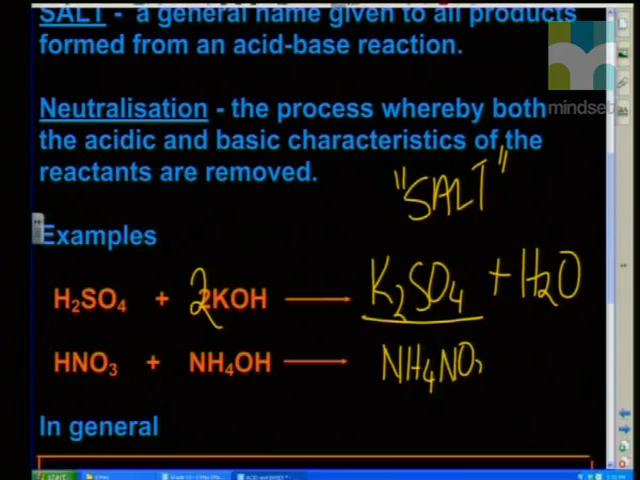 SALT - a general name given to all products
formed from an acid-base reaction.
mindset
Neutralisation - the process whereby both
the acidic and basic characteristics of the
reactants are removed.
"SALT"
Examples
H₂SO₄ + 2KOH → K₂SO₄ + H₂O
HNO₃ + NH₄OH → NH₄NO₃
In general
start